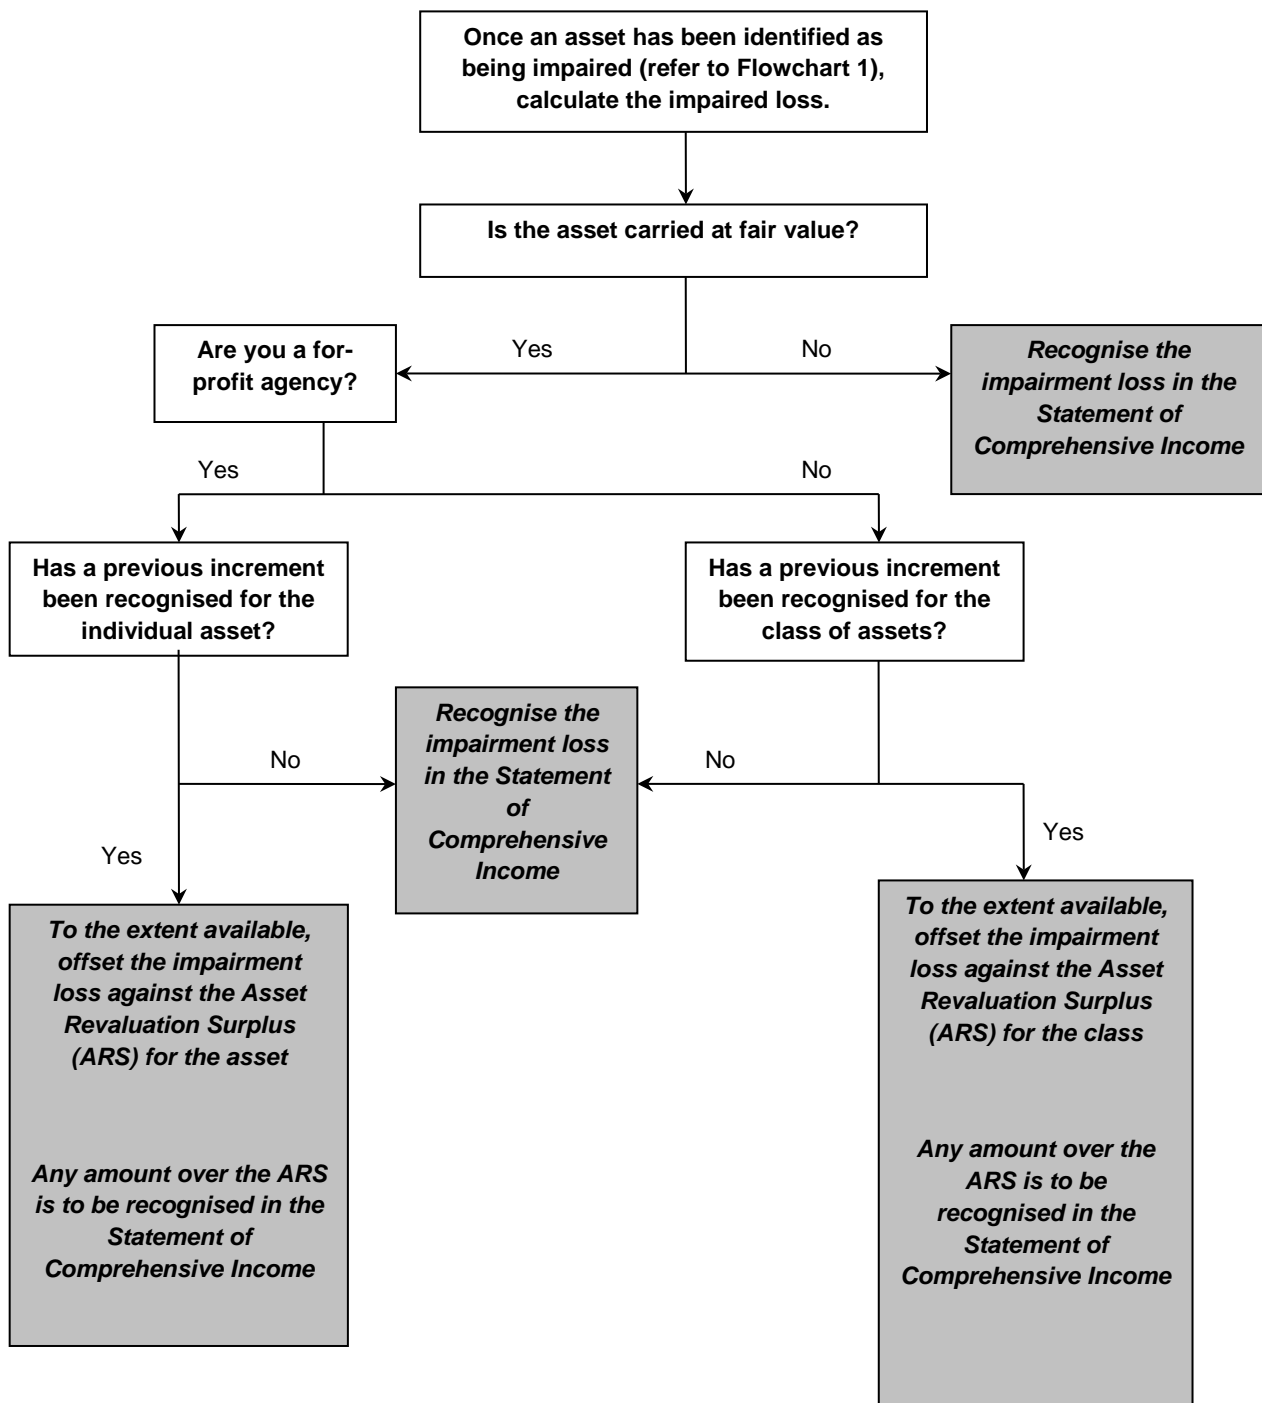 Once an asset has been identified as
being impaired (refer to Flowchart 1),
calculate the impaired loss.
Is the asset carried at fair value?
Are you a for-
profit agency?
Yes
No
Recognise the
impairment loss in the
Statement of
Comprehensive Income
Yes
No
Has a previous increment
been recognised for the
individual asset?
Has a previous increment
been recognised for the
class of assets?
Recognise the
impairment loss
in the Statement
of
Comprehensive
Income
No
No
Yes
Yes
To the extent available,
offset the impairment
loss against the Asset
Revaluation Surplus
(ARS) for the asset
Any amount over the ARS
is to be recognised in the
Statement of
Comprehensive Income
To the extent available,
offset the impairment
loss against the Asset
Revaluation Surplus
(ARS) for the class
Any amount over the
ARS is to be
recognised in the
Statement of
Comprehensive Income